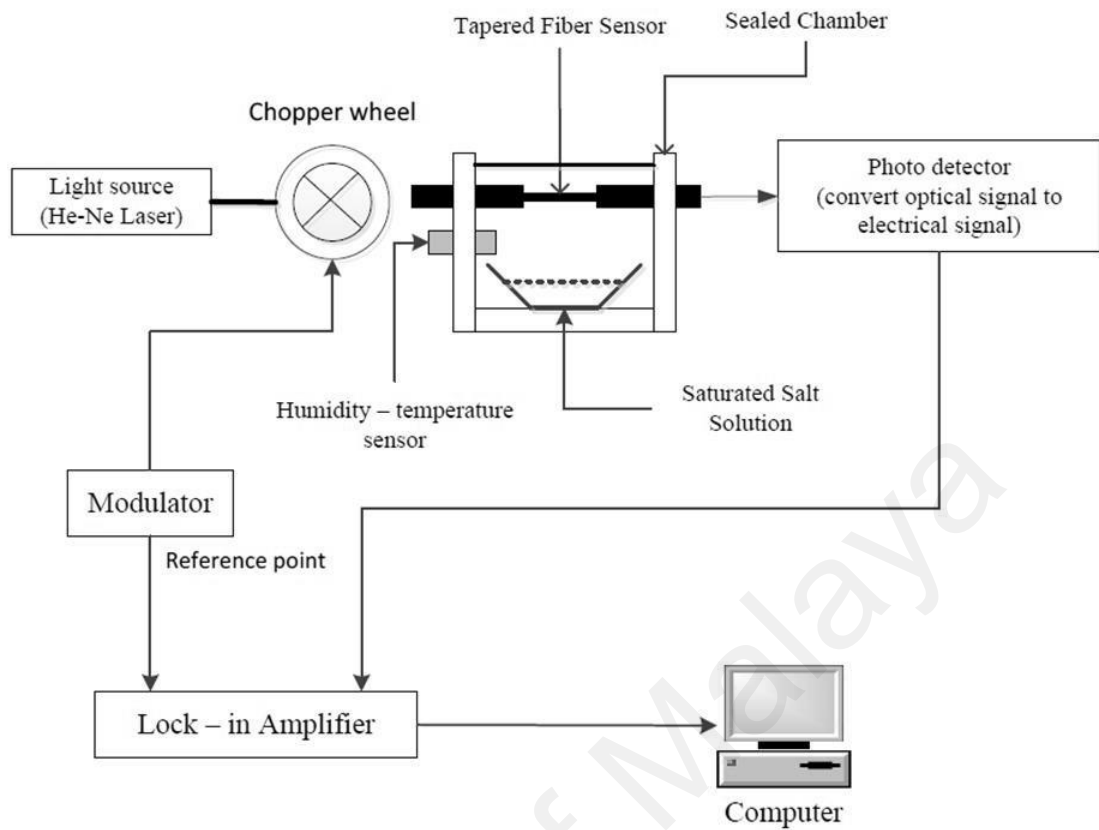 Tapered Fiber Sensor
Sealed Chamber
Chopper wheel
Light source
(He-Ne Laser)
Photo detector
(convert optical signal to
electrical signal)
Humidity – temperature
sensor
Saturated Salt
Solution
Modulator
Reference point
Lock – in Amplifier
Computer
of Malaya